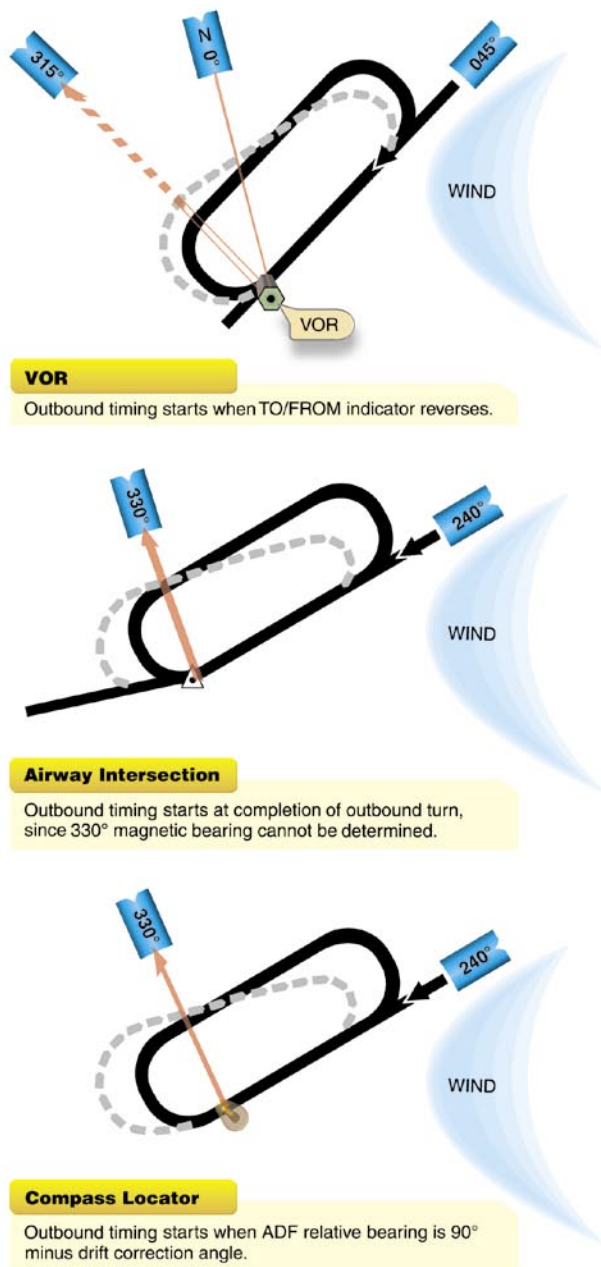 315°
N
0°
045°
WIND
VOR
VOR
Outbound timing starts when TO/FROM indicator reverses.
330°
240°
WIND
Airway Intersection
Outbound timing starts at completion of outbound turn,
since 330° magnetic bearing cannot be determined.
330°
240°
WIND
Compass Locator
Outbound timing starts when ADF relative bearing is 90°
minus drift correction angle.